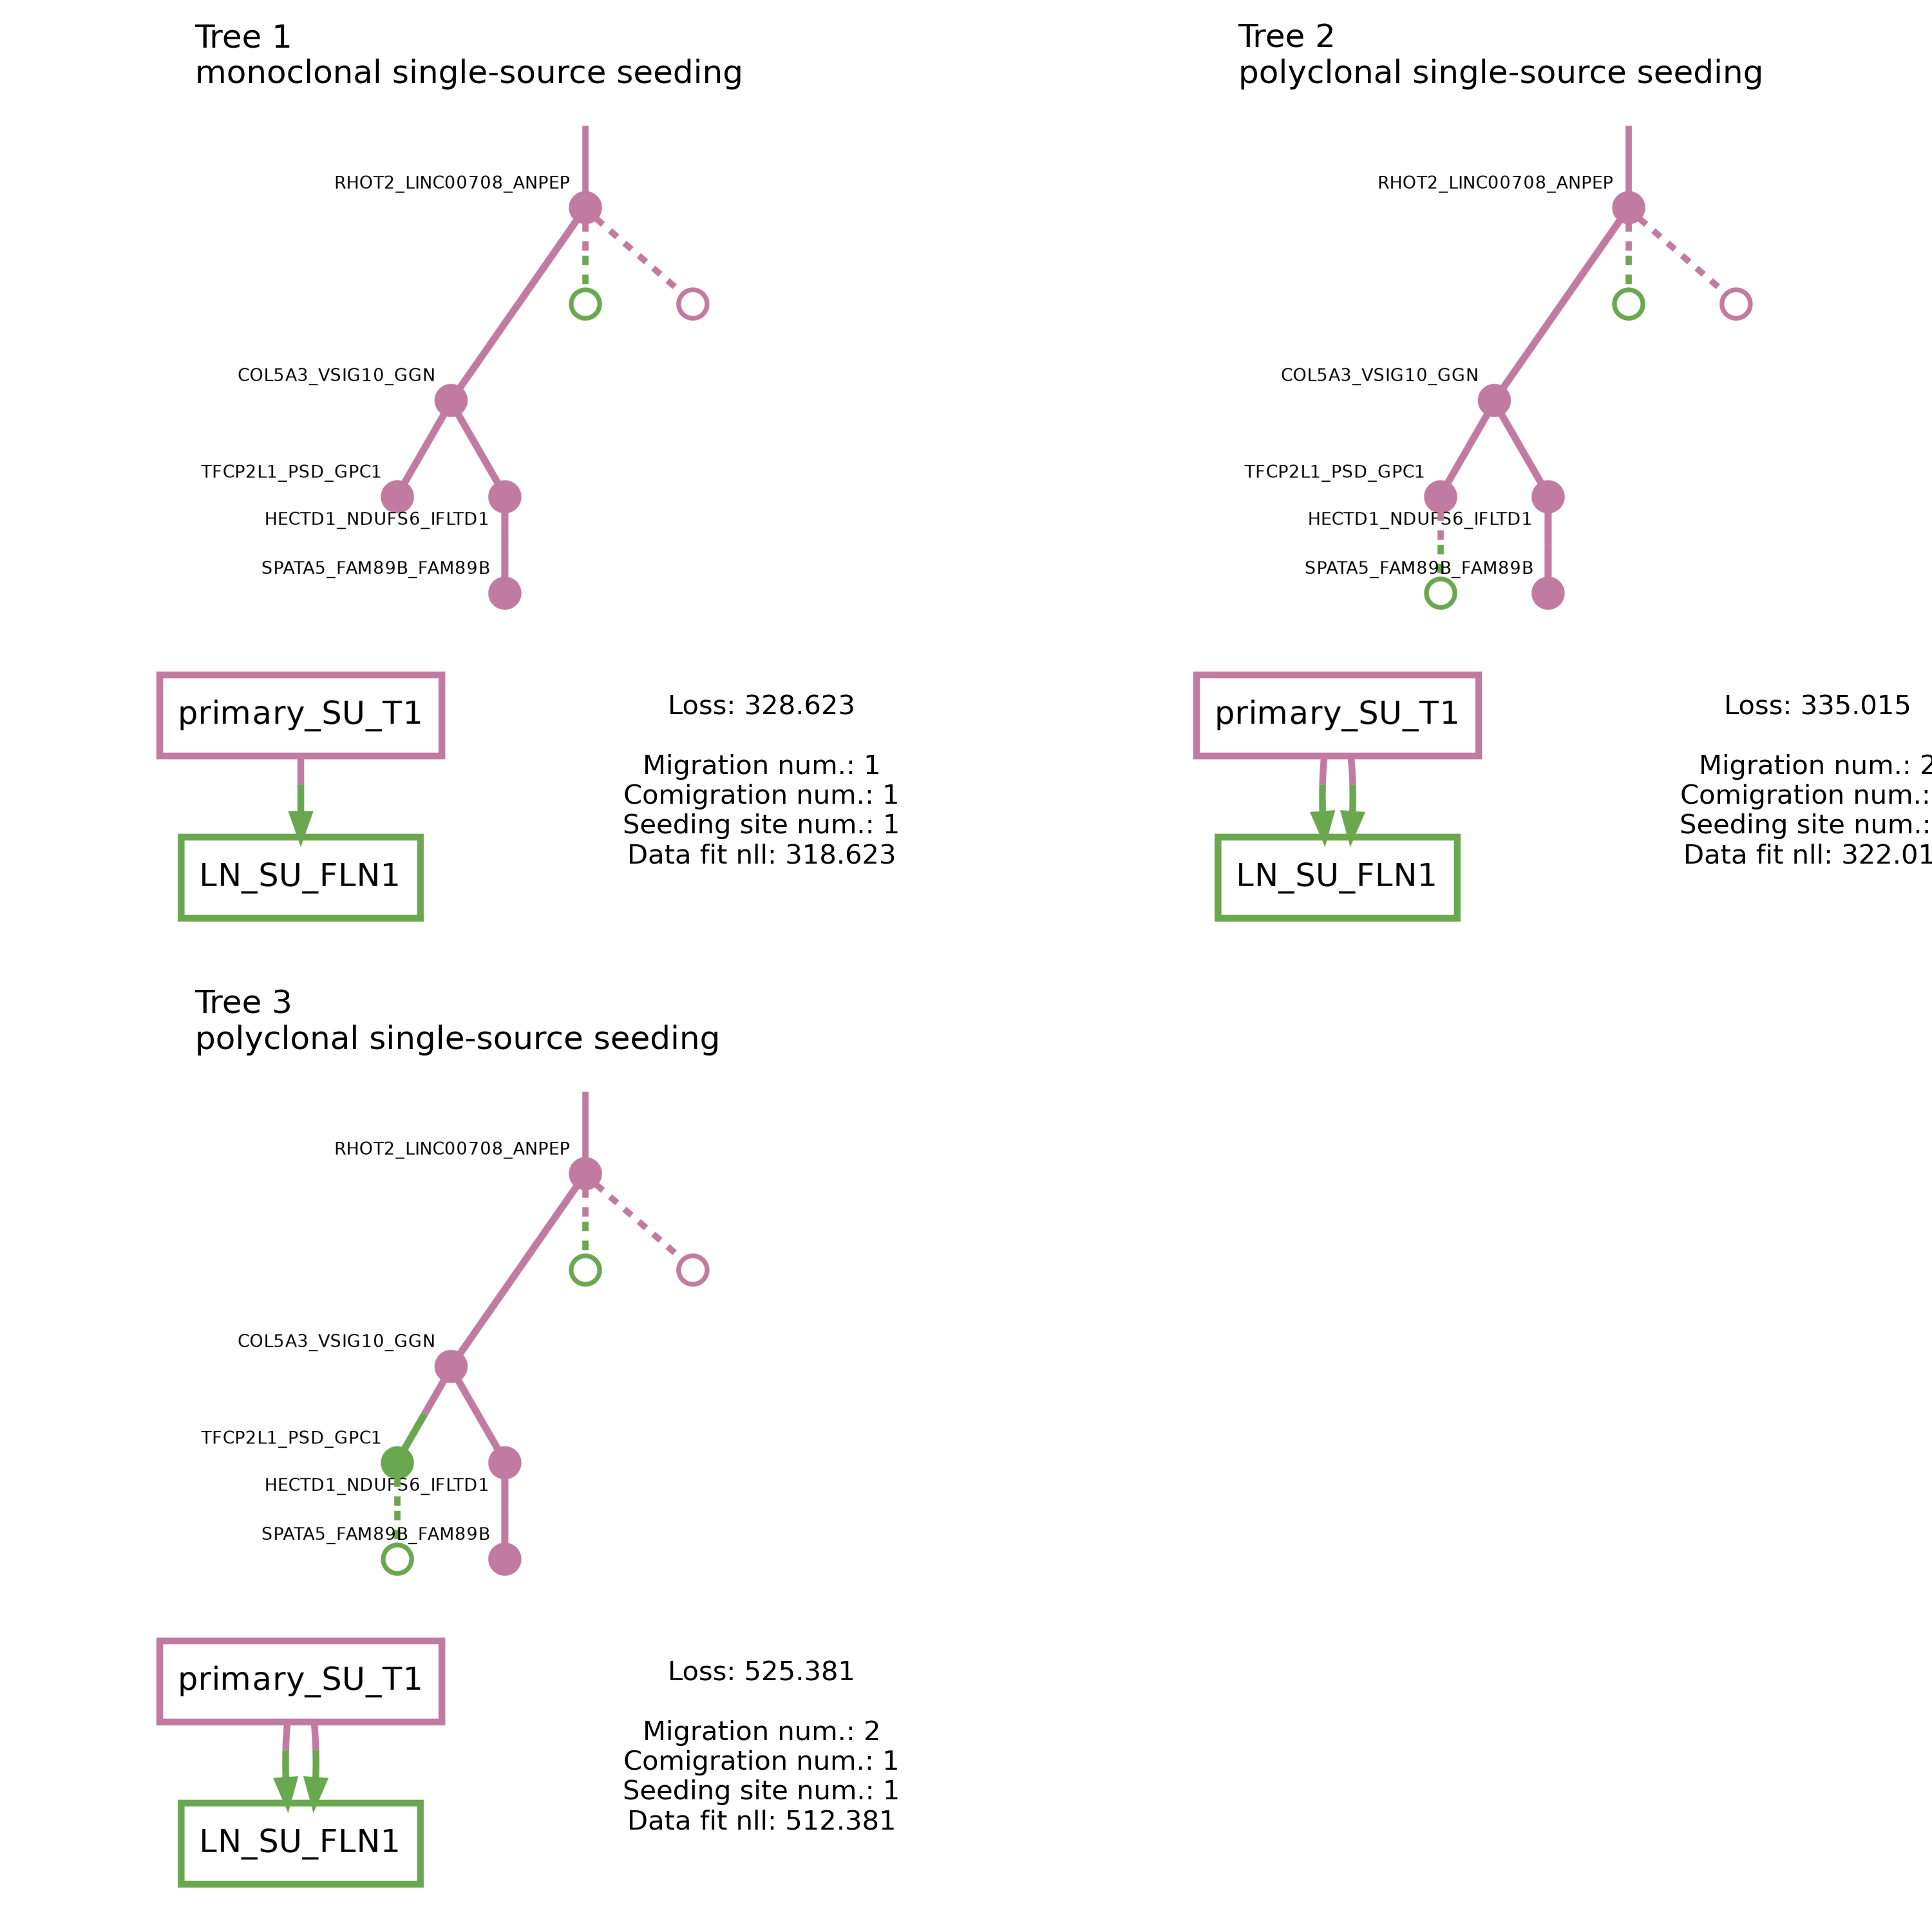 Tree 1
monoclonal single-source seeding
RHOT2_LINC00708_ANPEP
COL5A3_VSIG10_GGN
TFCP2L1_PSD_GPC1
HECTD1_NDUFS6_IFLTD1
SPATA5_FAM89B_FAM89B
primary_SU_T1
LN_SU_FLN1
Loss: 328.623
Migration num.: 1
Comigration num.: 1
Seeding site num.: 1
Data fit nll: 318.623
Tree 2
polyclonal single-source seeding
RHOT2_LINC00708_ANPEP
COL5A3_VSIG10_GGN
TFCP2L1_PSD_GPC1
HECTD1_NDUFS6_IFLTD1
SPATA5_FAM89B_FAM89B
primary_SU_T1
LN_SU_FLN1
Loss: 335.015
Migration num.: 2
Comigration num.:
Seeding site num.:
Data fit nll: 322.01
Tree 3
polyclonal single-source seeding
RHOT2_LINC00708_ANPEP
COL5A3_VSIG10_GGN
TFCP2L1_PSD_GPC1
HECTD1_NDUFS6_IFLTD1
SPATA5_FAM89B_FAM89B
primary_SU_T1
LN_SU_FLN1
Loss: 525.381
Migration num.: 2
Comigration num.: 1
Seeding site num.: 1
Data fit nll: 512.381